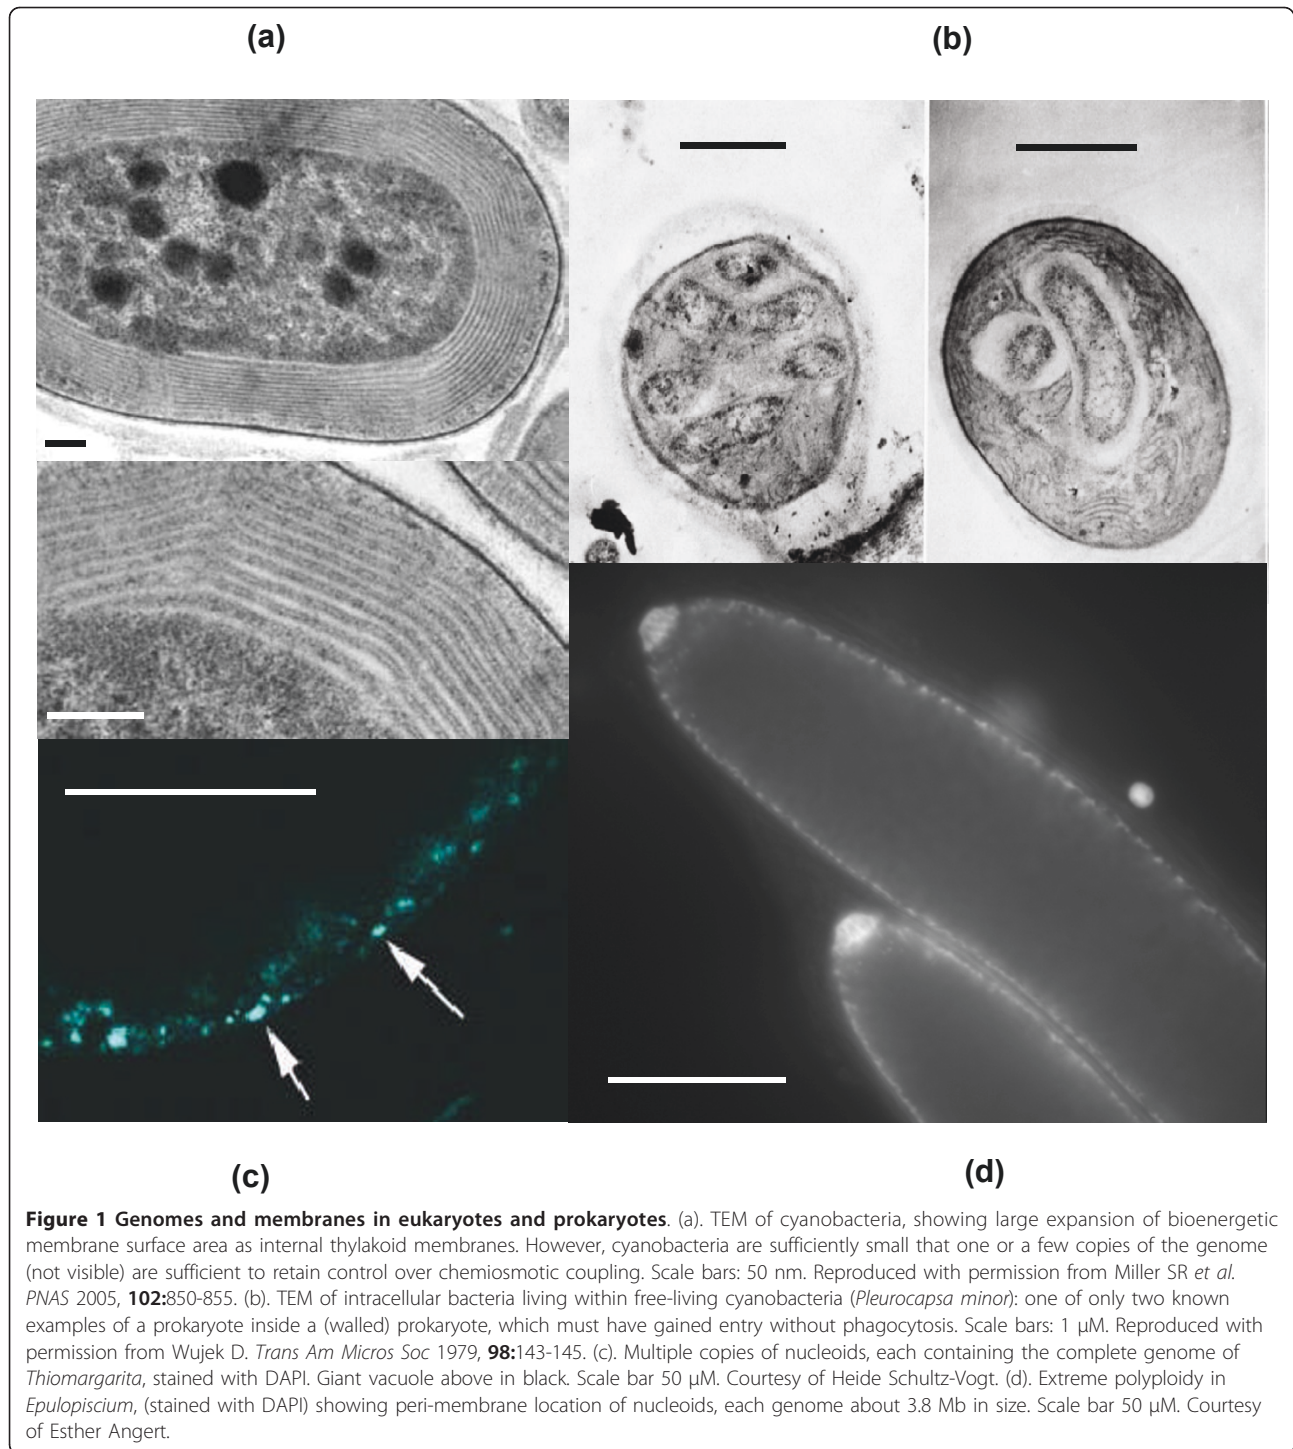 (a)
(b)
(c)
(d)
Figure 1 Genomes and membranes in eukaryotes and prokaryotes. (a). TEM of cyanobacteria, showing large expansion of bioenergetic
membrane surface area as internal thylakoid membranes. However, cyanobacteria are sufficiently small that one or a few copies of the genome
(not visible) are sufficient to retain control over chemiosmotic coupling. Scale bars: 50 nm. Reproduced with permission from Miller SR et al.
PNAS 2005, 102:850-855. (b). TEM of intracellular bacteria living within free-living cyanobacteria (Pleurocapsa minor): one of only two known
examples of a prokaryote inside a (walled) prokaryote, which must have gained entry without phagocytosis. Scale bars: 1 μM. Reproduced with
permission from Wujek D. Trans Am Micros Soc 1979, 98:143-145. (c). Multiple copies of nucleoids, each containing the complete genome of
Thiomargarita, stained with DAPI. Giant vacuole above in black. Scale bar 50 μM. Courtesy of Heide Schultz-Vogt. (d). Extreme polyploidy in
Epulopiscium, (stained with DAPI) showing peri-membrane location of nucleoids, each genome about 3.8 Mb in size. Scale bar 50 μM. Courtesy
of Esther Angert.